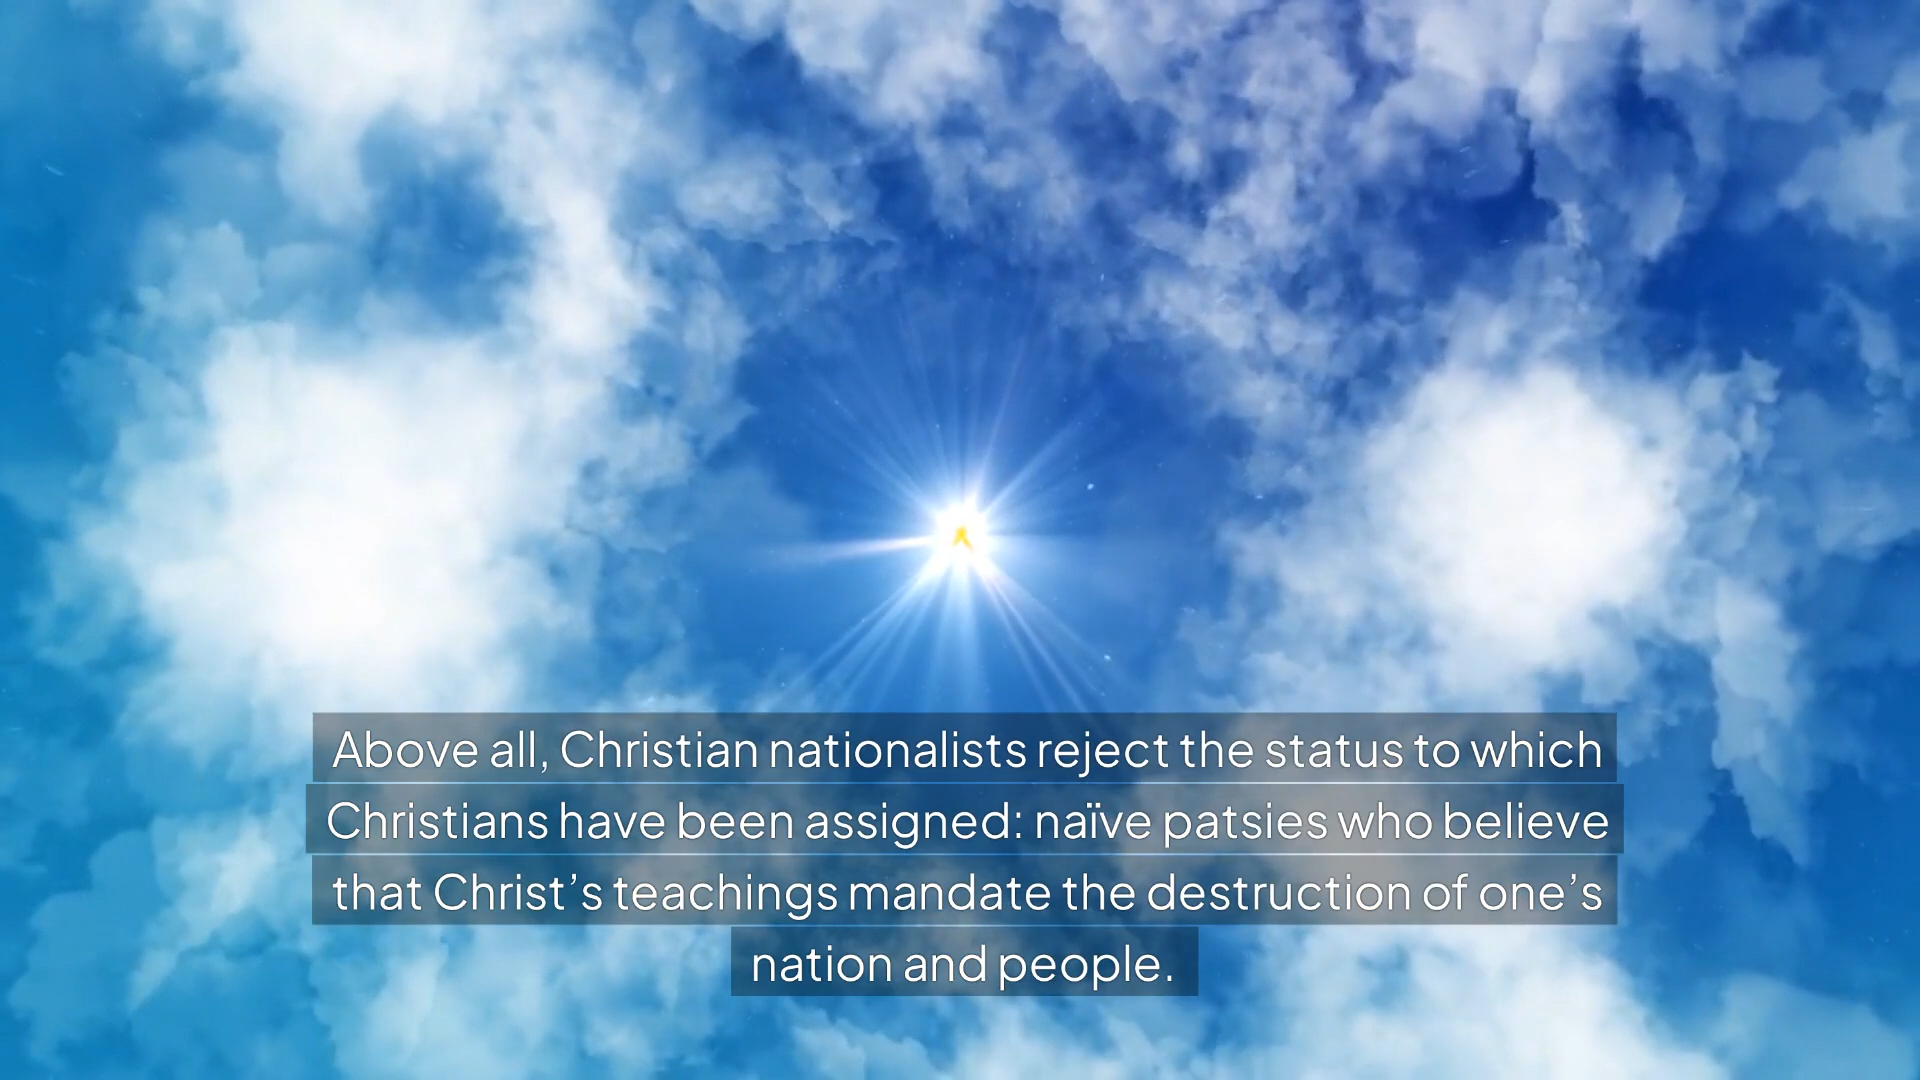 Above all, Christian nationalists reject the status to which
Christians have been assigned: naïve patsies who believe
that Christ’s teachings mandate the destruction of one’s
nation and people.